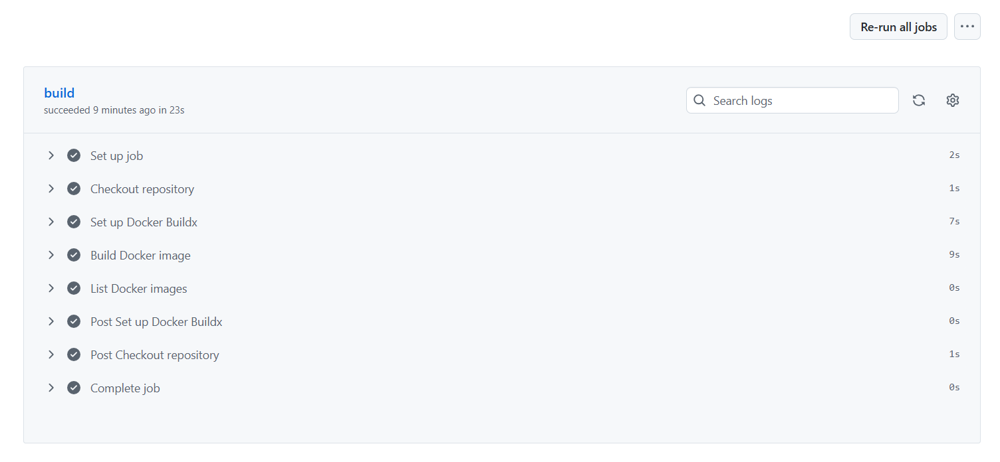 Re-run all jobs
build
succeeded 9 minutes ago in 23s
Search logs
Set up job 2s
Checkout repository 1s
Set up Docker Buildx 7s
Build Docker image 9s
List Docker images 0s
Post Set up Docker Buildx 0s
Post Checkout repository 1s
Complete job 0s